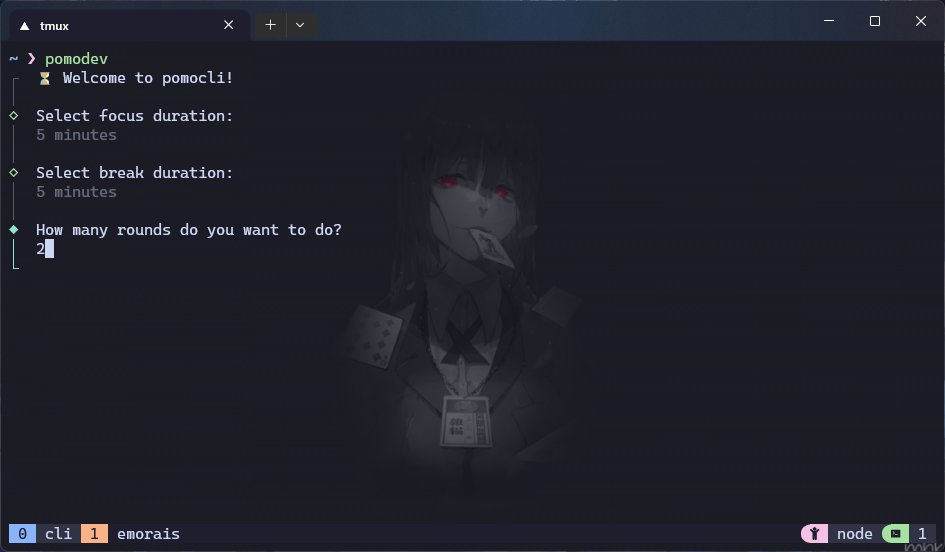 tmux
~ ❯ pomodev
⏳ Welcome to pomocli!
Select focus duration:
5 minutes
Select break duration:
5 minutes
How many rounds do you want to do?
2
0 cli 1 emorais
node 1